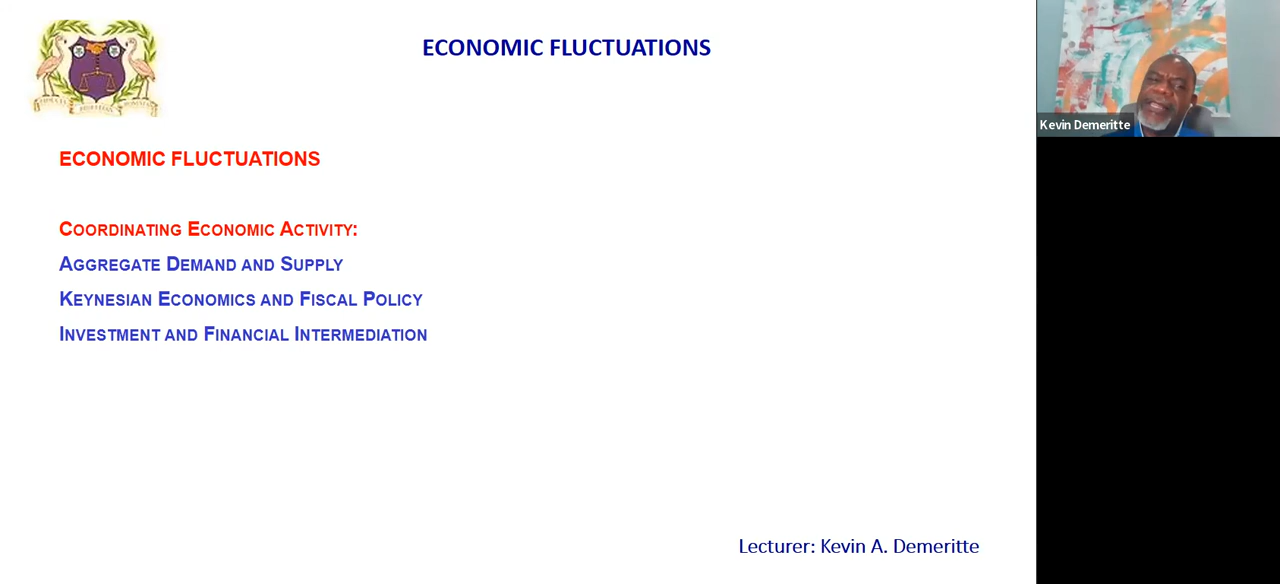 ECONOMIC FLUCTUATIONS
ECONOMIC FLUCTUATIONS
COORDINATING ECONOMIC ACTIVITY:
AGGREGATE DEMAND AND SUPPLY
KEYNESIAN ECONOMICS AND FISCAL POLICY
INVESTMENT AND FINANCIAL INTERMEDIATION
Lecturer: Kevin A. Demeritte
Kevin Demeritte